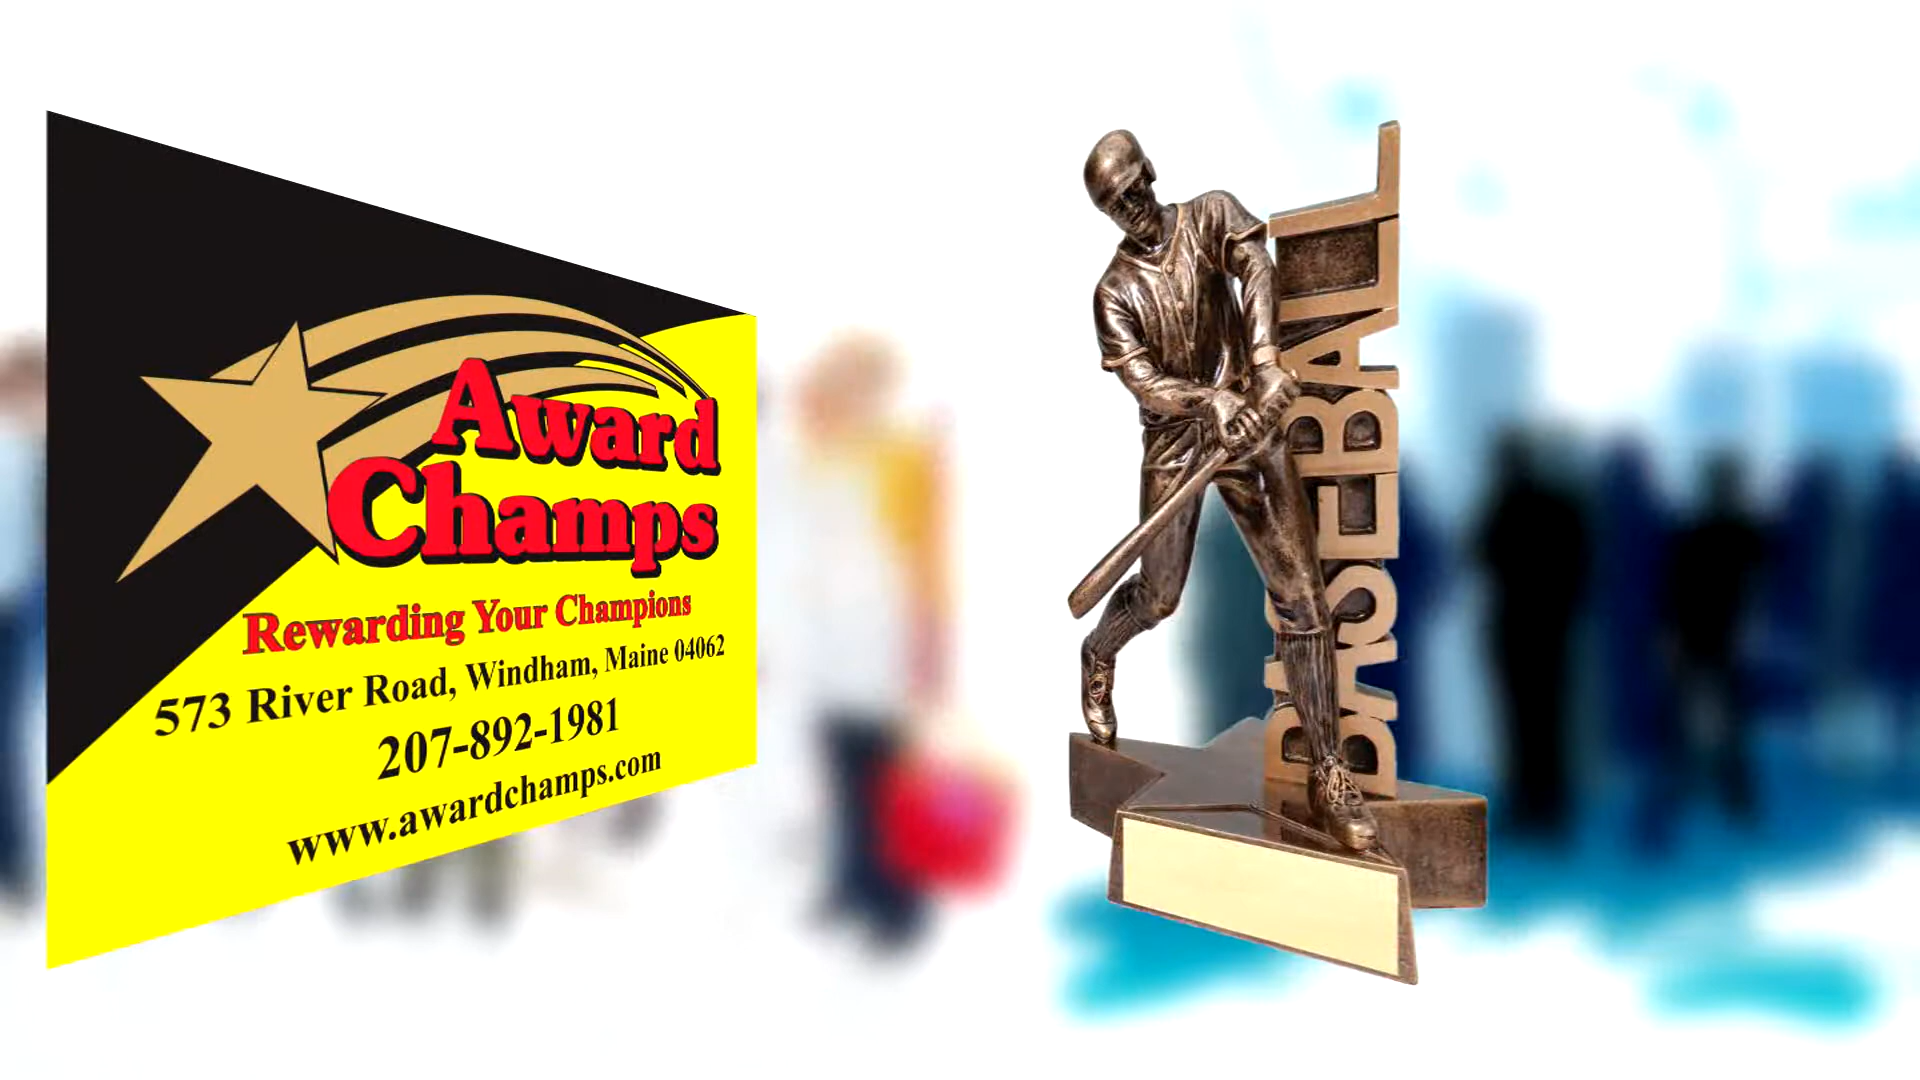 Award
Champs
Rewarding Your Champions
573 River Road, Windham, Maine 04062
207-892-1981
www.awardchamps.com
BASEBALL